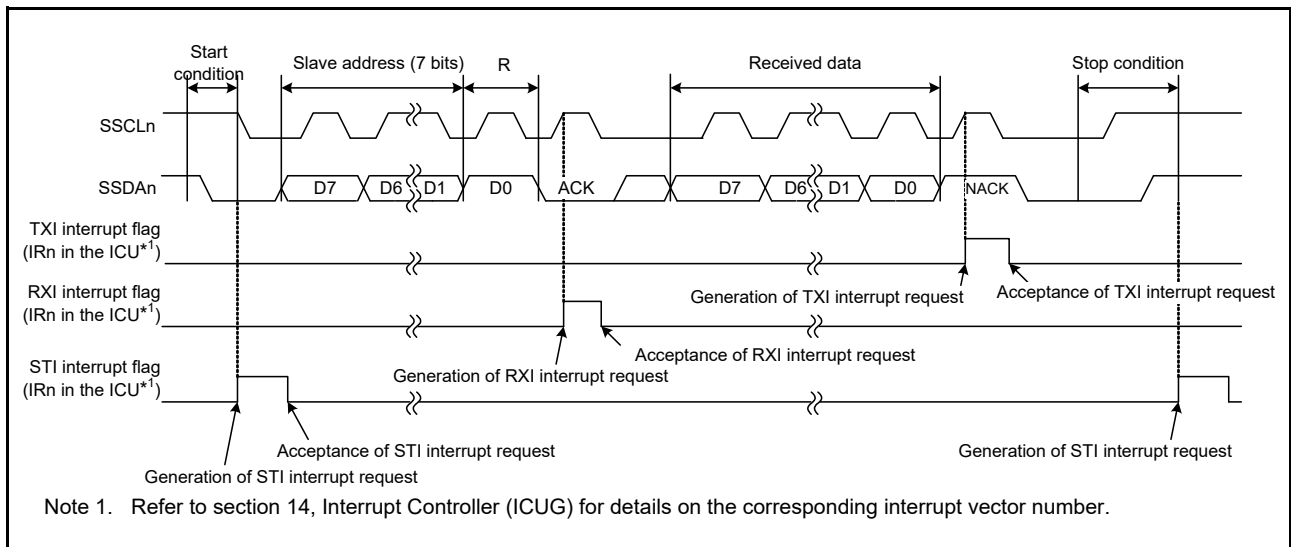 Start
condition
Slave address (7 bits)
R
Received data
Stop condition
SSCLn
SSDAn
D7
D6
D1
D0
ACK
D7
D6
D1
D0
NACK
TXI interrupt flag
(IRn in the ICU*1)
Generation of TXI interrupt request
Acceptance of TXI interrupt request
RXI interrupt flag
(IRn in the ICU*1)
Acceptance of RXI interrupt request
Generation of RXI interrupt request
STI interrupt flag
(IRn in the ICU*1)
Acceptance of STI interrupt request
Generation of STI interrupt request
Generation of STI interrupt request
Note 1. Refer to section 14, Interrupt Controller (ICUG) for details on the corresponding interrupt vector number.